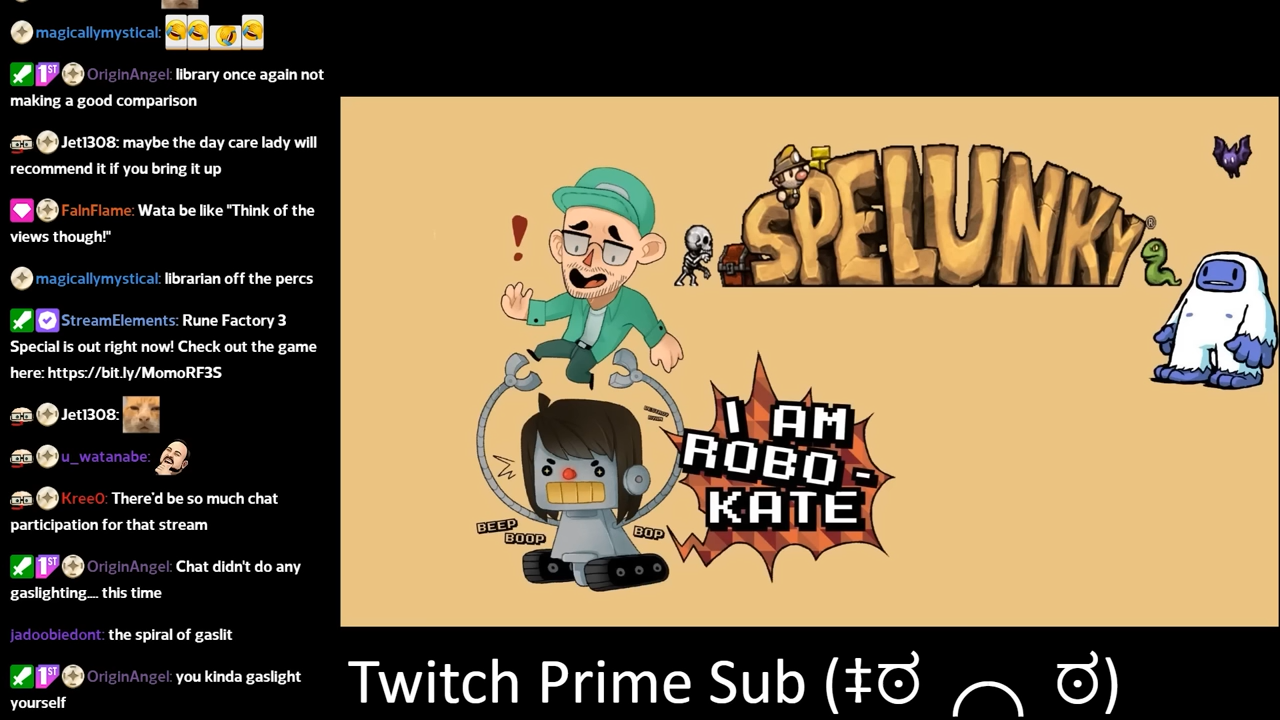 magicallymystical:
OriginAngel: library once again not
making a good comparison
Jet1308: maybe the day care lady will
recommend it if you bring it up
FalnFlame: Wata be like "Think of the
views though!"
magicallymystical: librarian off the percs
StreamElements: Rune Factory 3
Special is out right now! Check out the game
here: https://bit.ly/MomoRF3S
Jet1308:
u_watanabe:
KreeO: There'd be so much chat
participation for that stream
OriginAngel: Chat didn't do any
gaslighting.... this time
jadoobiedont: the spiral of gaslit
OriginAngel: you kinda gaslight
yourself
!
SPELUNKY®
I AM
ROBO-
KATE
BEEP
BOOP
BOP
Twitch Prime Sub (‡ಠ ╭╮ ಠ)